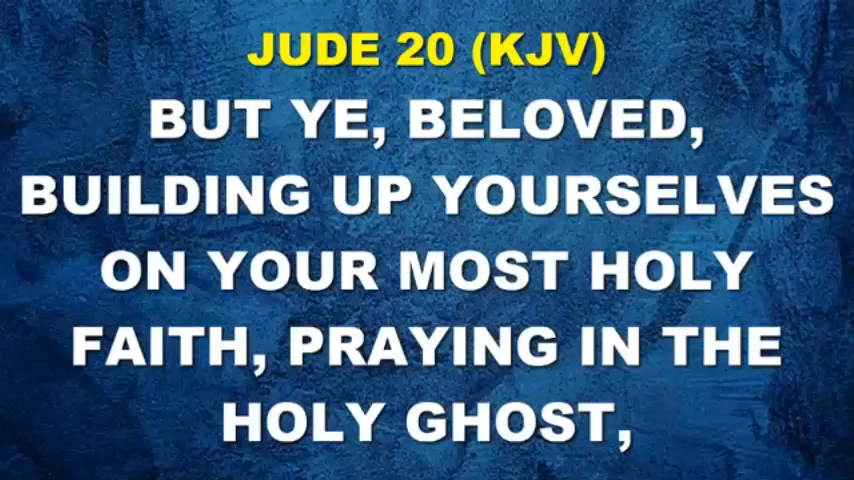 JUDE 20 (KJV)
BUT YE, BELOVED,
BUILDING UP YOURSELVES
ON YOUR MOST HOLY
FAITH, PRAYING IN THE
HOLY GHOST,